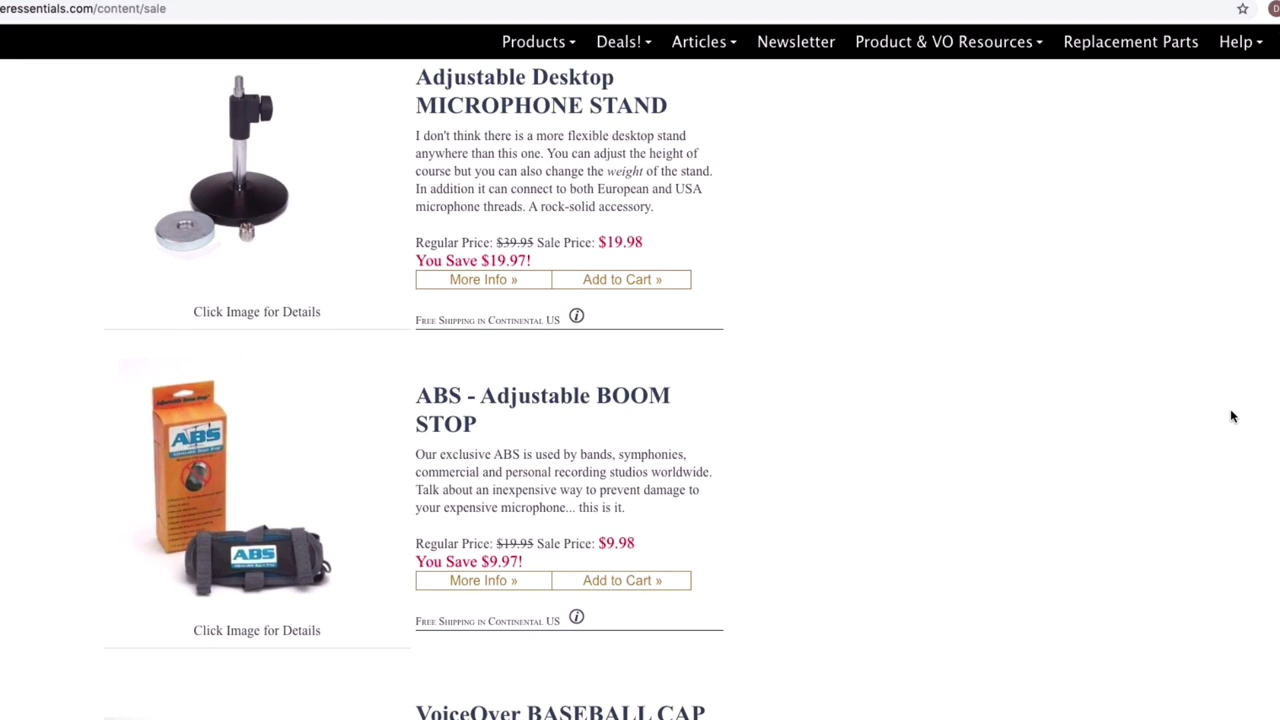 eressentials.com/content/sale
Products Deals! Articles Newsletter Product & VO Resources Replacement Parts Help
Adjustable Desktop
MICROPHONE STAND
I don't think there is a more flexible desktop stand
anywhere than this one. You can adjust the height of
course but you can also change the weight of the stand.
In addition it can connect to both European and USA
microphone threads. A rock-solid accessory.
Regular Price: $39.95 Sale Price: $19.98
You Save $19.97!
More Info » Add to Cart »
Click Image for Details
Free Shipping in Continental US
ABS - Adjustable BOOM
STOP
Our exclusive ABS is used by bands, symphonies,
commercial and personal recording studios worldwide.
Talk about an inexpensive way to prevent damage to
your expensive microphone... this is it.
Regular Price: $19.95 Sale Price: $9.98
You Save $9.97!
More Info » Add to Cart »
Free Shipping in Continental US
ABS
ABS
Click Image for Details
VoiceOver BASEBALL CAP